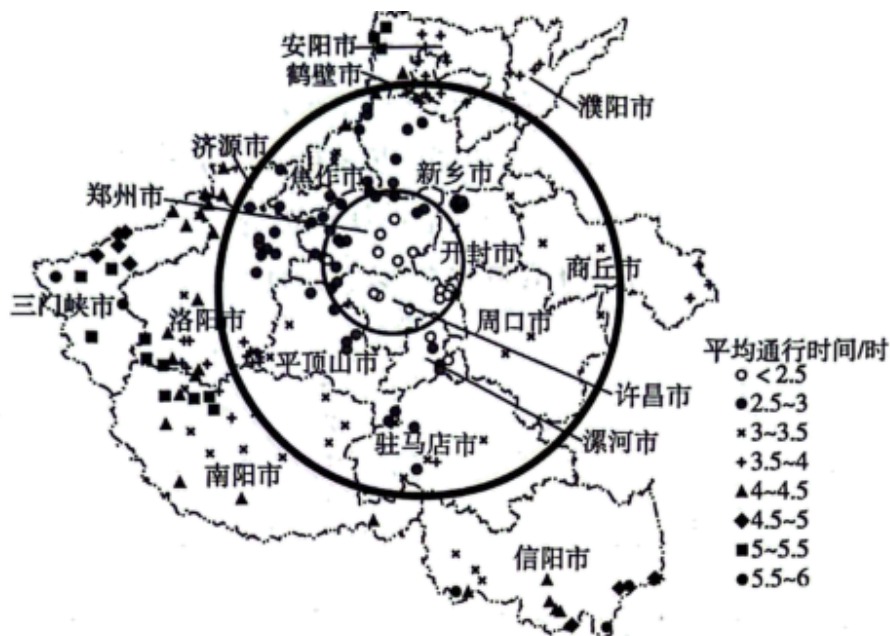 安阳市
鹤壁市
濮阳市
济源市
焦作市
新乡市
郑州市
开封市
商丘市
三门峡市
洛阳市
周口市
平顶山市
许昌市
漯河市
驻马店市
南阳市
信阳市
平均通行时间/时
<2.5
2.5~3
3~3.5
3.5~4
4~4.5
4.5~5
5~5.5
5.5~6